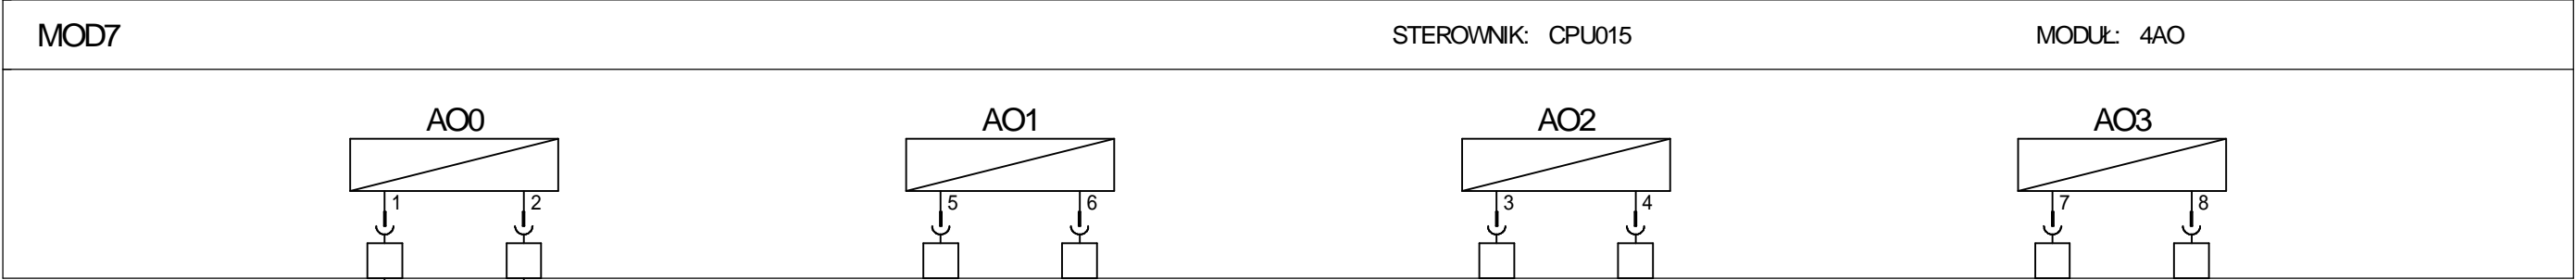 MOD7 STEROWNIK: CPU015 MODUŁ: 4AO
AO0 AO1 AO2 AO3
1 2 5 6 3 4 7 8